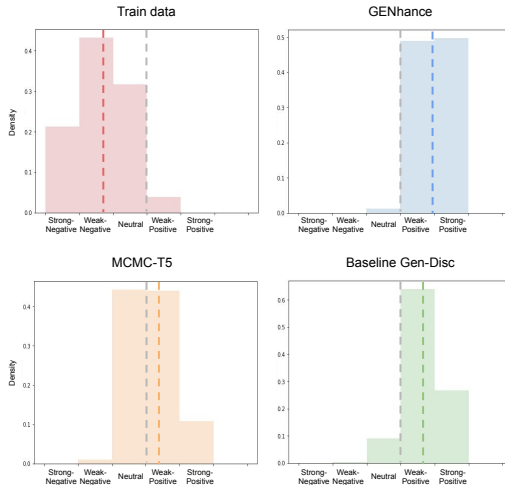 Train data
GENhance
Density
0.4
0.3
0.2
0.1
0.0
Strong-
Negative
Weak-
Negative
Neutral
Weak-
Positive
Strong-
Positive
0.5
0.4
0.3
0.2
0.1
0.0
Strong-
Negative
Weak-
Negative
Neutral
Weak-
Positive
Strong-
Positive
MCMC-T5
Baseline Gen-Disc
Density
0.4
0.3
0.2
0.1
0.0
Strong-
Negative
Weak-
Negative
Neutral
Weak-
Positive
Strong-
Positive
0.6
0.5
0.4
0.3
0.2
0.1
0.0
Strong-
Negative
Weak-
Negative
Neutral
Weak-
Positive
Strong-
Positive